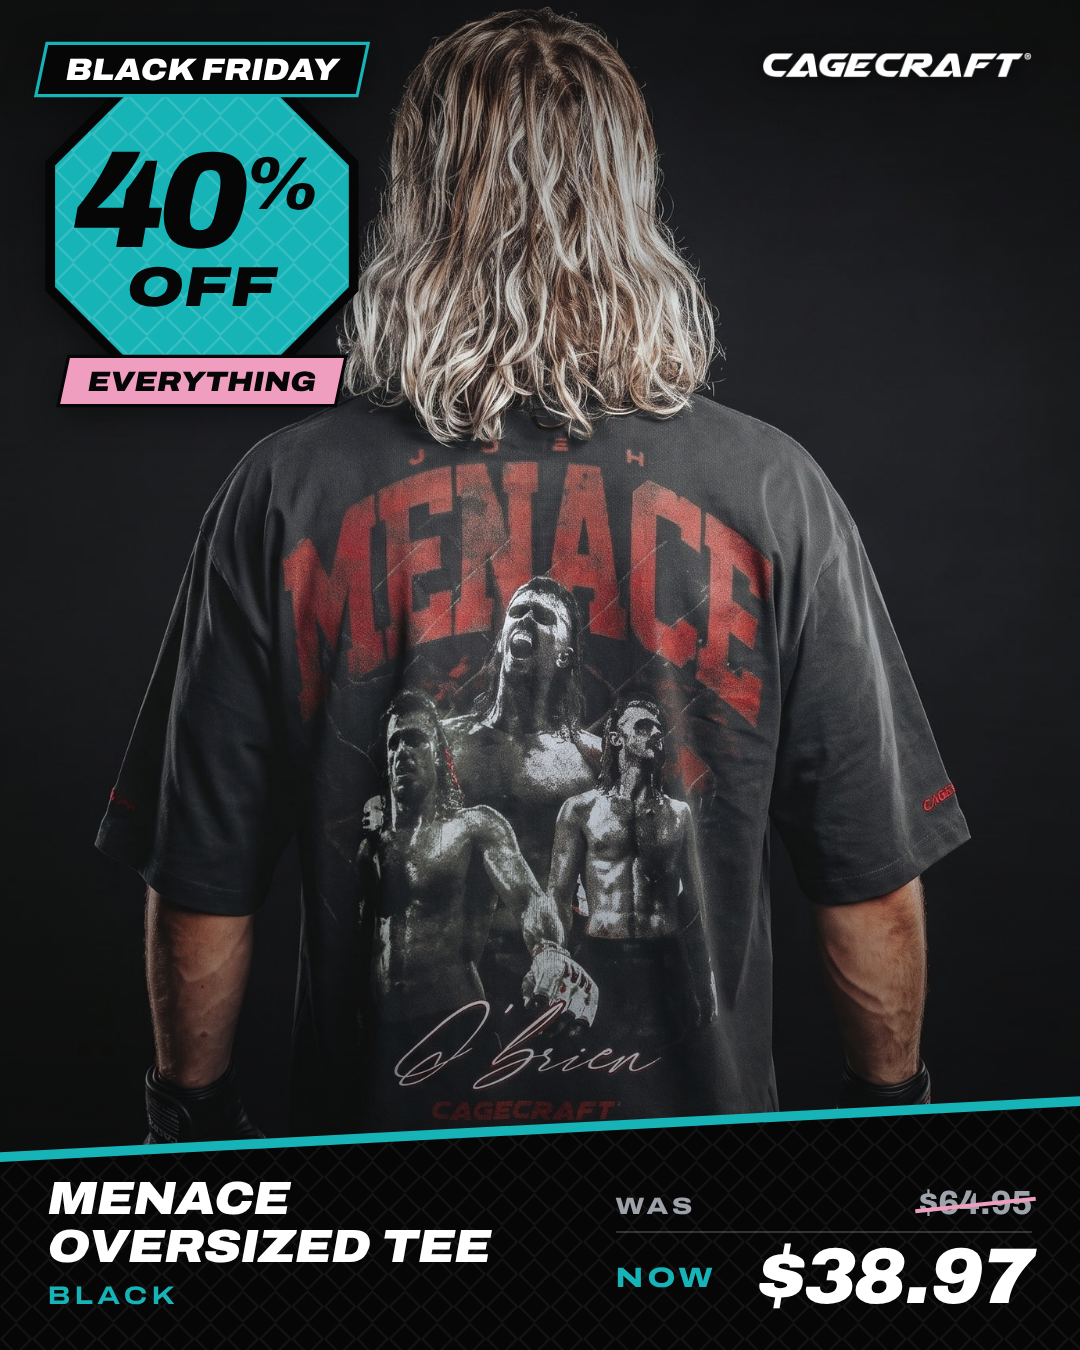 BLACK FRIDAY
CAGECRAFT®
40%
OFF
EVERYTHING
MENACE
O'brien
CAGECRAFT
MENACE
OVERSIZED TEE
BLACK
WAS
$64.95
NOW
$38.97